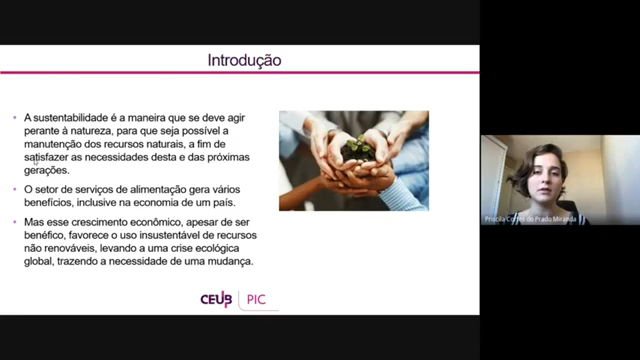 Introdução
• A sustentabilidade é a maneira que se deve agir
perante à natureza, para que seja possível a
manutenção dos recursos naturais, a fim de
satisfazer as necessidades desta e das próximas
gerações.
• O setor de serviços de alimentação gera vários
benefícios, inclusive na economia de um país.
• Mas esse crescimento econômico, apesar de ser
benéfico, favorece o uso insustentável de recursos
não renováveis, levando a uma crise ecológica
global, trazendo a necessidade de uma mudança.
CEUB PIC
Priscila Cortes do Prado Miranda